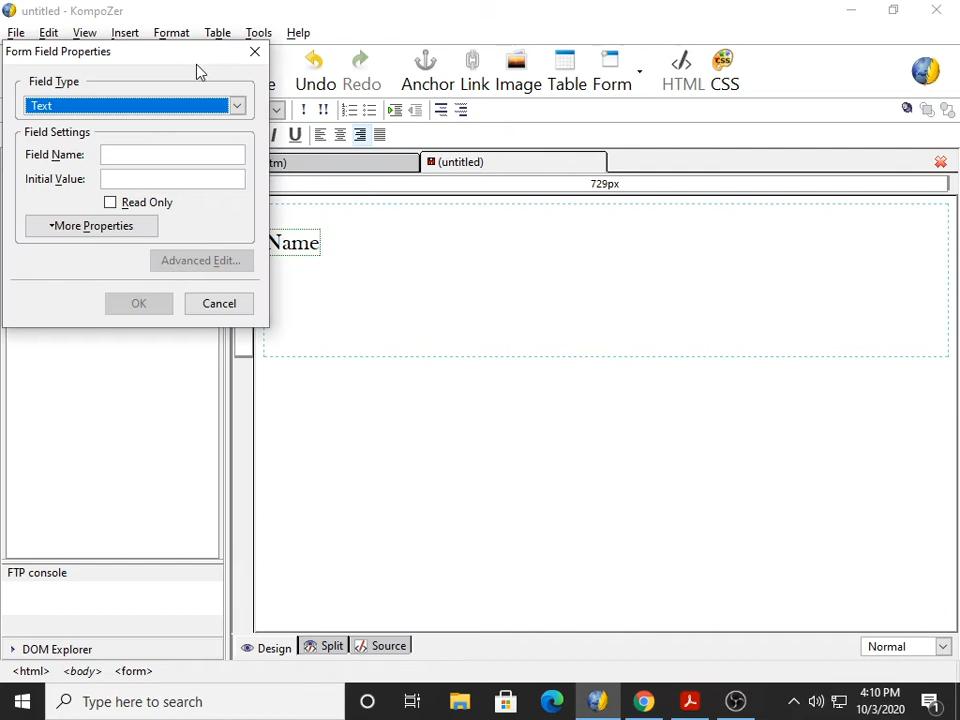 untitled - KompoZer
File Edit View Insert Format Table Tools Help
Form Field Properties
Undo Redo Anchor Link Image Table Form HTML CSS
Field Type
Text
Field Settings
Field Name:
Initial Value:
Read Only
More Properties
Advanced Edit...
OK Cancel
! !!
I U
tm)
(untitled)
729px
Name
FTP console
DOM Explorer
Design Split Source
Normal
<html> <body> <form>
Type here to search
4:10 PM
10/3/2020
1